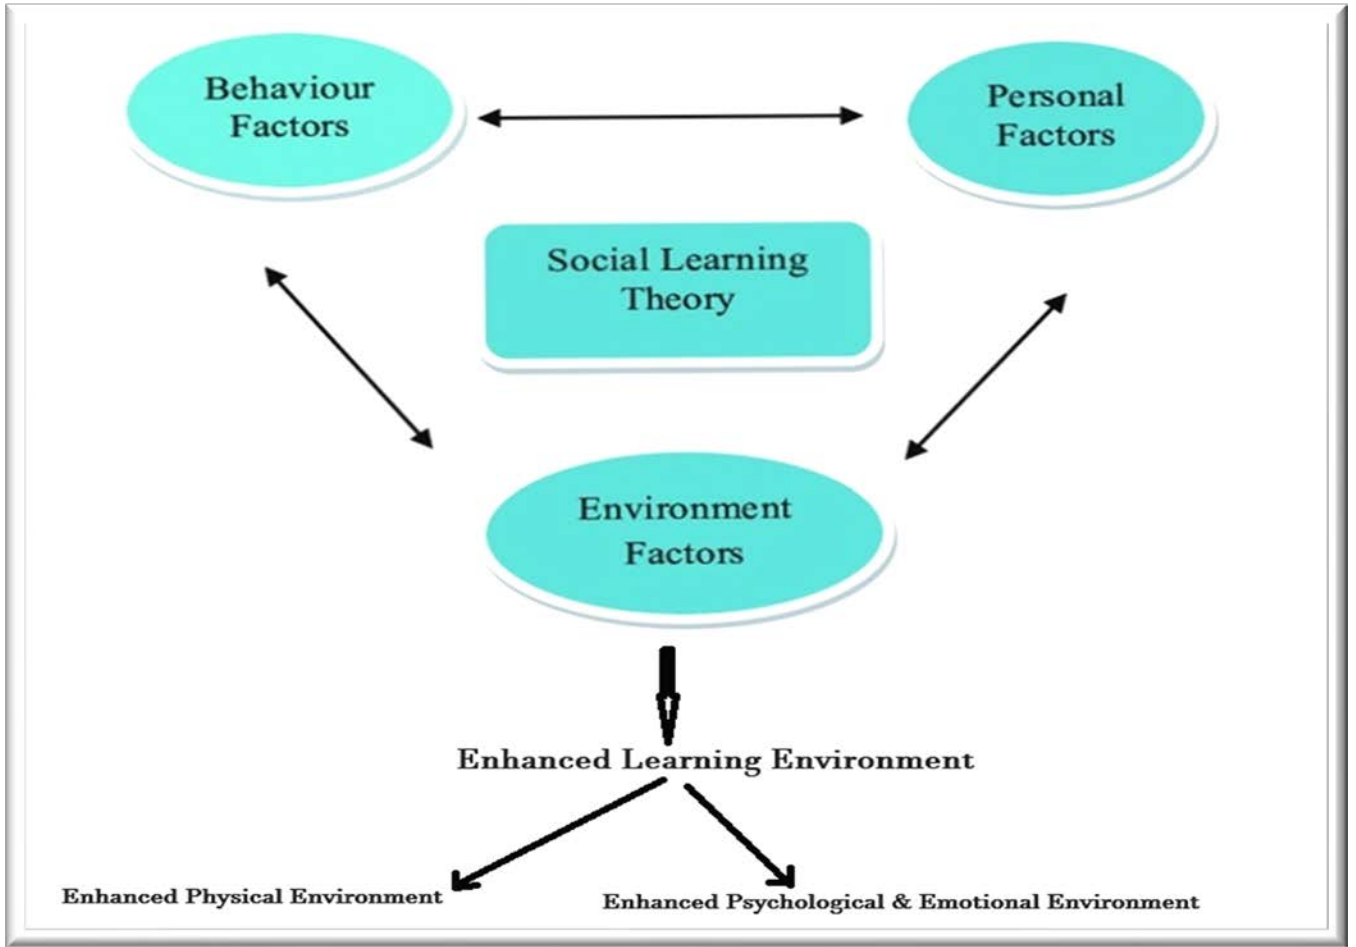 Behaviour
Factors
Personal
Factors
Social Learning
Theory
Environment
Factors
Enhanced Learning Environment
Enhanced Physical Environment
Enhanced Psychological & Emotional Environment